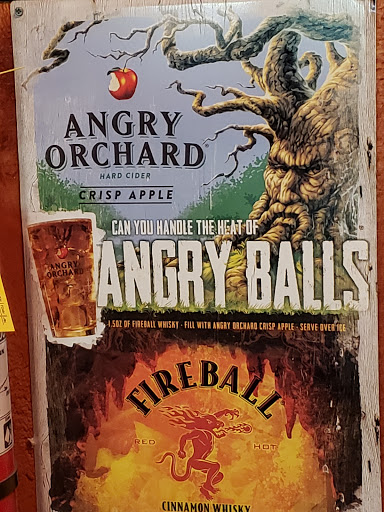 ANGRY
ORCHARD
HARD CIDER
CRISP APPLE
CAN YOU HANDLE THE HEAT OF
ANGRY BALLS
ANGRY
ORCHARD
1.5OZ OF FIREBALL WHISKY - FILL WITH ANGRY ORCHARD CRISP APPLE - SERVE OVER ICE
FIREBALL
RED HOT
CINNAMON WHISKY